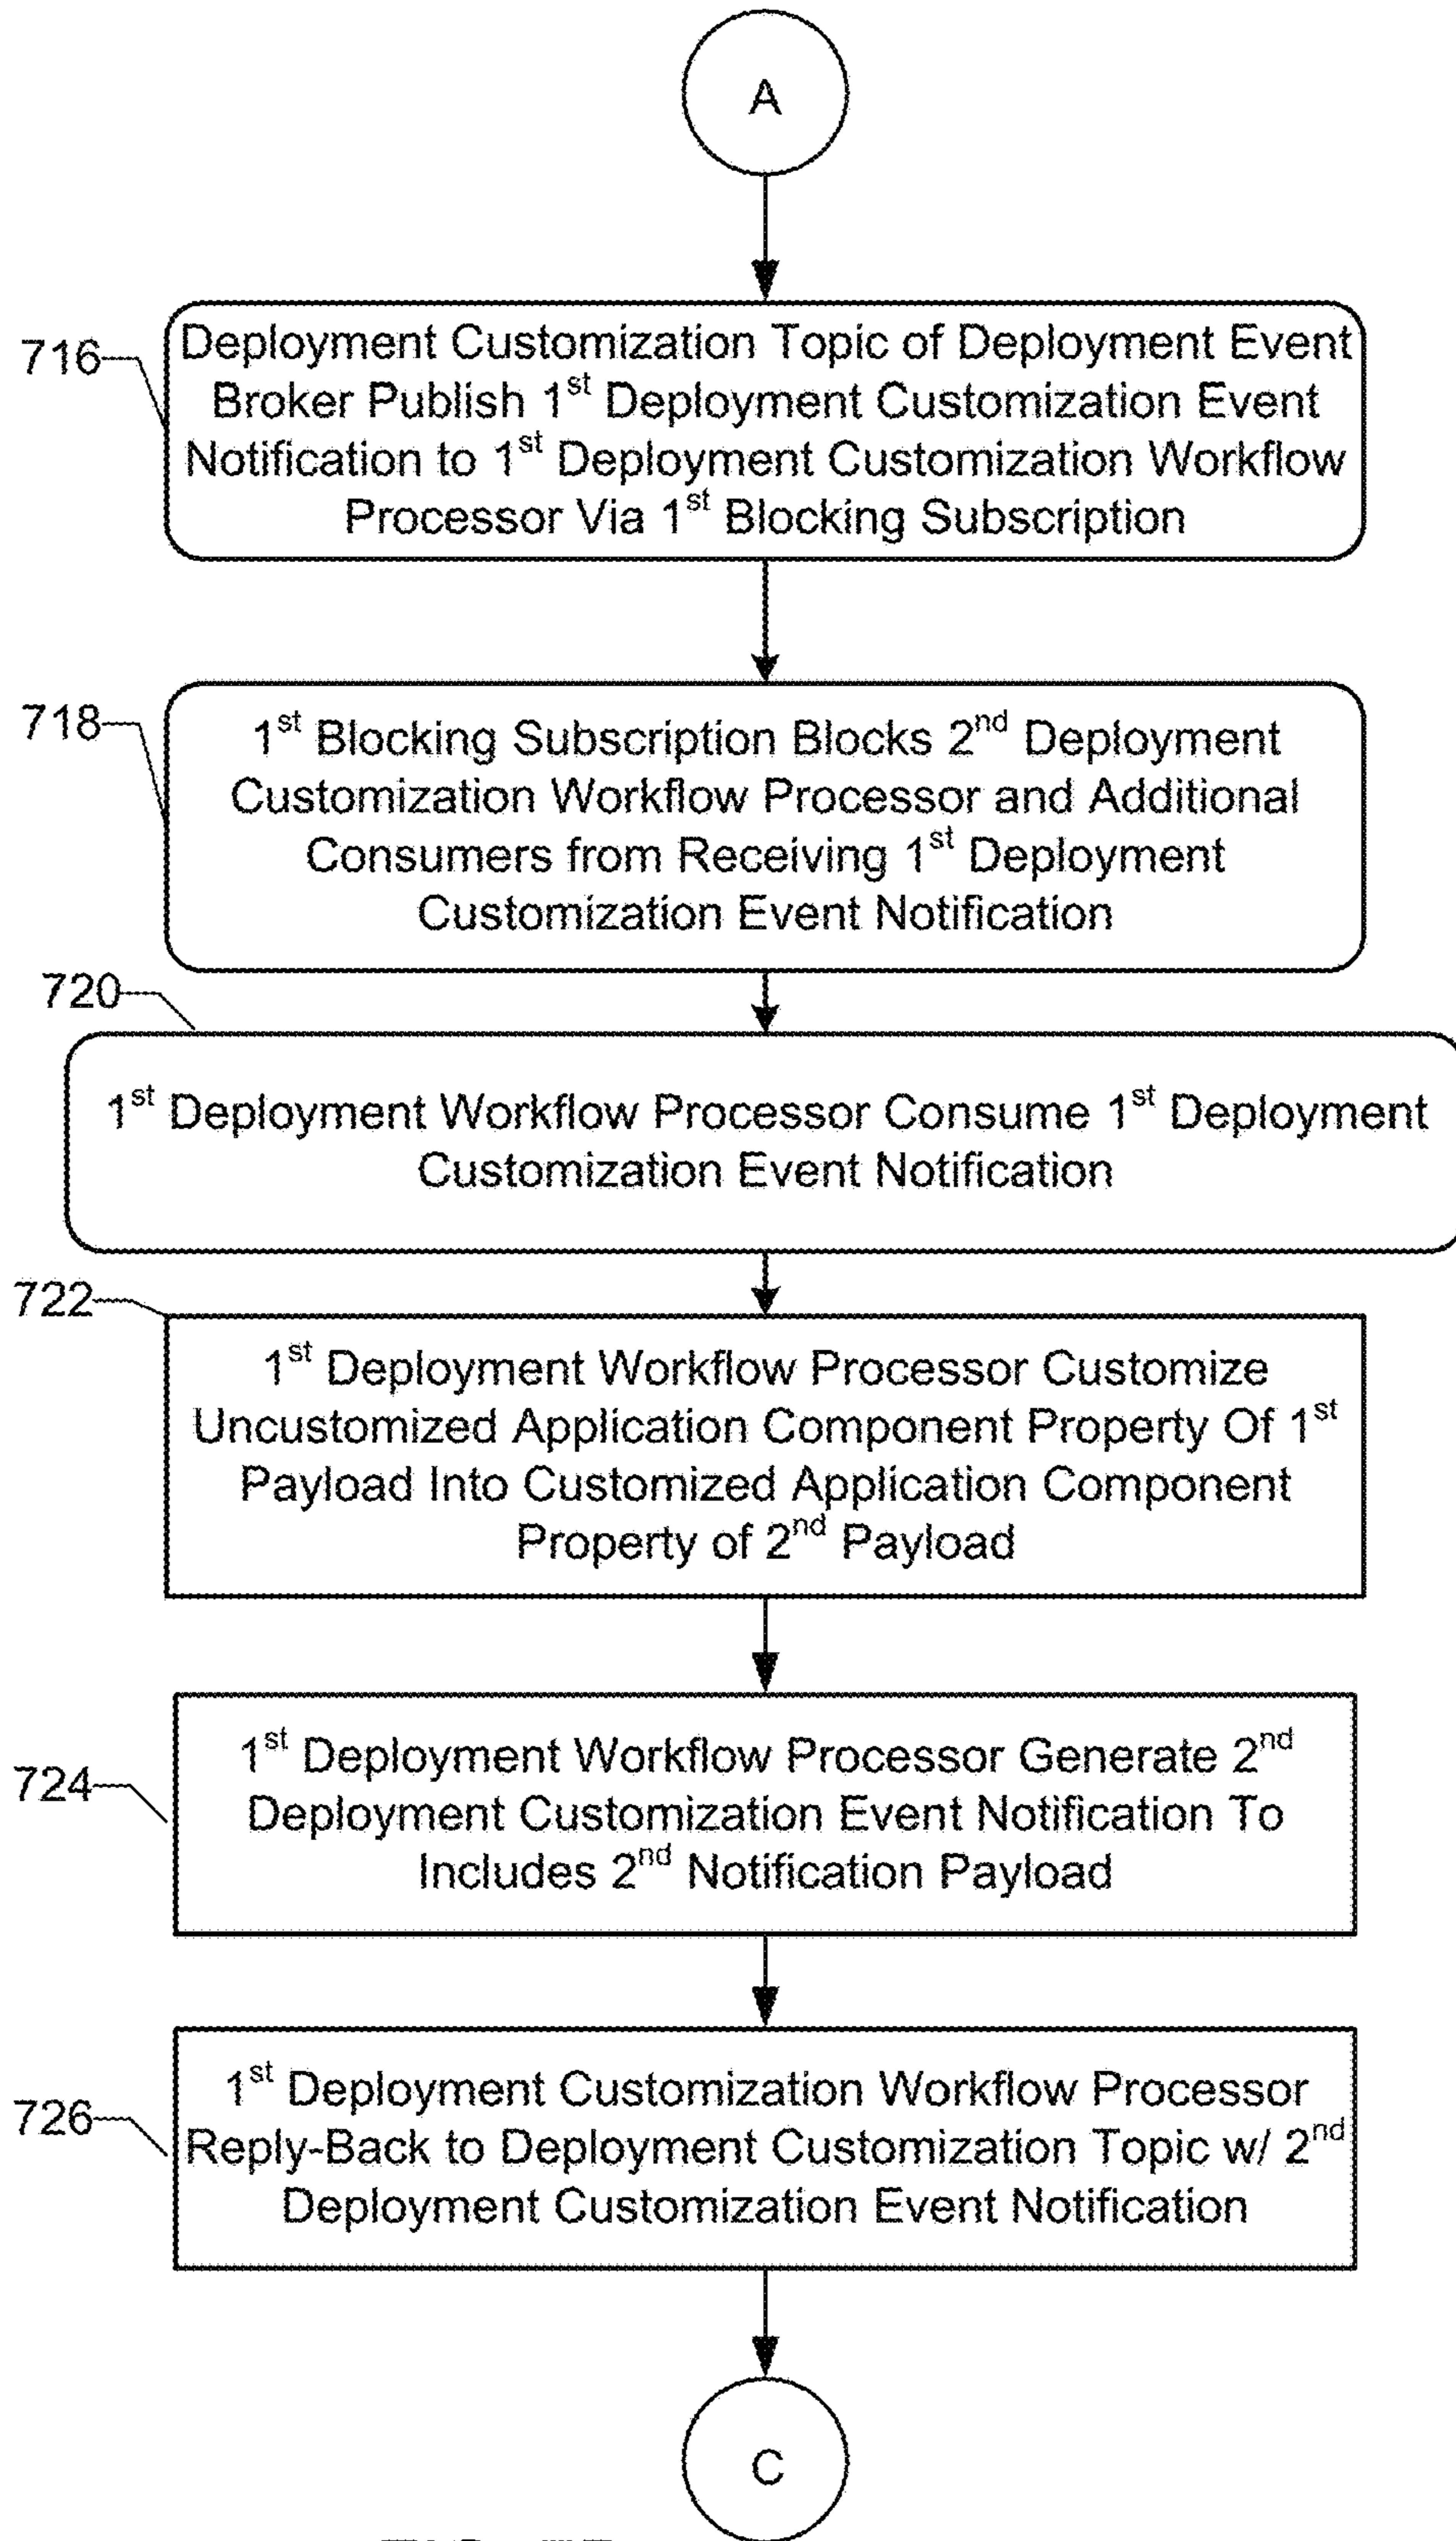 A
716
Deployment Customization Topic of Deployment Event
Broker Publish 1st Deployment Customization Event
Notification to 1st Deployment Customization Workflow
Processor Via 1st Blocking Subscription
718
1st Blocking Subscription Blocks 2nd Deployment
Customization Workflow Processor and Additional
Consumers from Receiving 1st Deployment
Customization Event Notification
720
1st Deployment Workflow Processor Consume 1st Deployment
Customization Event Notification
722
1st Deployment Workflow Processor Customize
Uncustomized Application Component Property Of 1st
Payload Into Customized Application Component
Property of 2nd Payload
724
1st Deployment Workflow Processor Generate 2nd
Deployment Customization Event Notification To
Includes 2nd Notification Payload
726
1st Deployment Customization Workflow Processor
Reply-Back to Deployment Customization Topic w/ 2nd
Deployment Customization Event Notification
C